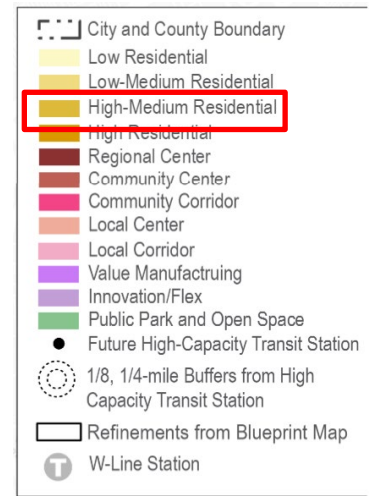 City and County Boundary
Low Residential
Low-Medium Residential
High-Medium Residential
High Residential
Regional Center
Community Center
Community Corridor
Local Center
Local Corridor
Value Manufactruing
Innovation/Flex
Public Park and Open Space
Future High-Capacity Transit Station
1/8, 1/4-mile Buffers from High
Capacity Transit Station
Refinements from Blueprint Map
T W-Line Station